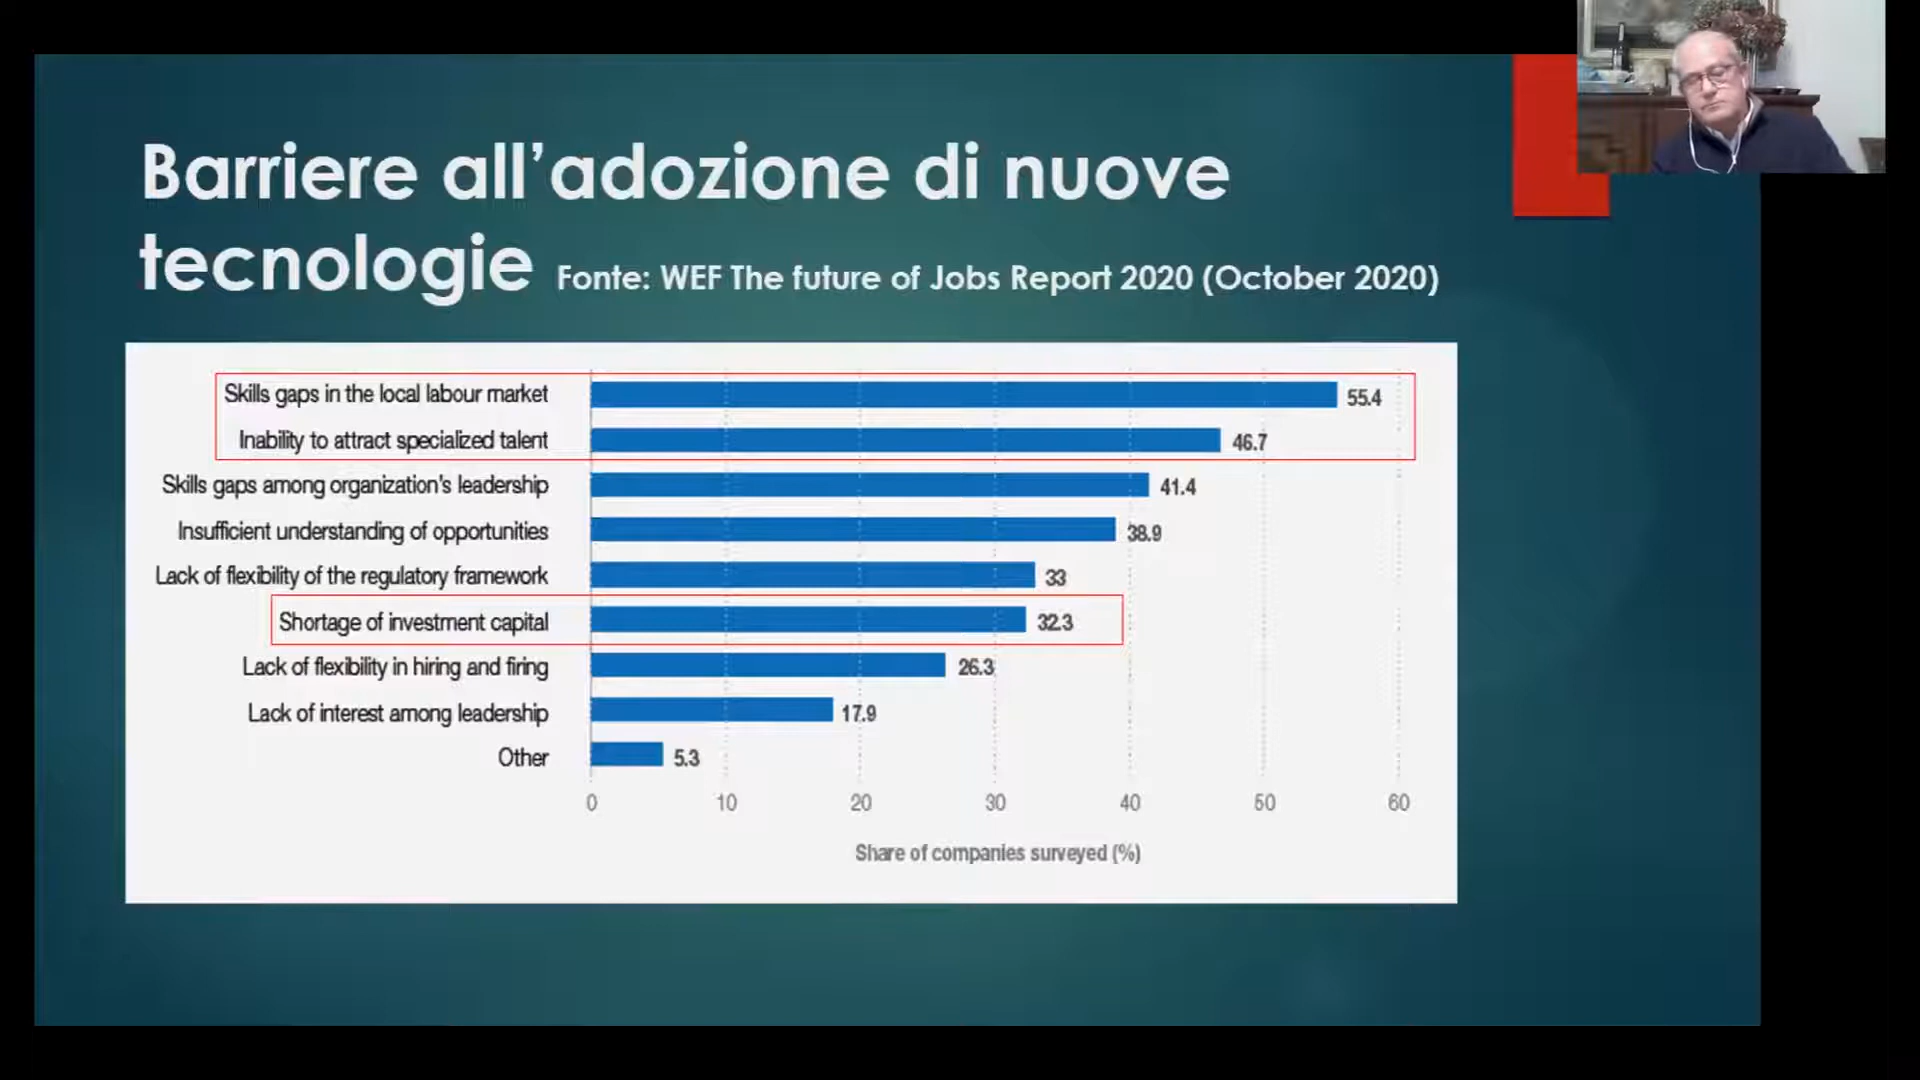 Barriere all’adozione di nuove
tecnologie Fonte: WEF The future of Jobs Report 2020 (October 2020)
Skills gaps in the local labour market 55.4
Inability to attract specialized talent 46.7
Skills gaps among organization's leadership 41.4
Insufficient understanding of opportunities 38.9
Lack of flexibility of the regulatory framework 33
Shortage of investment capital 32.3
Lack of flexibility in hiring and firing 26.3
Lack of interest among leadership 17.9
Other 5.3
0 10 20 30 40 50 60
Share of companies surveyed (%)